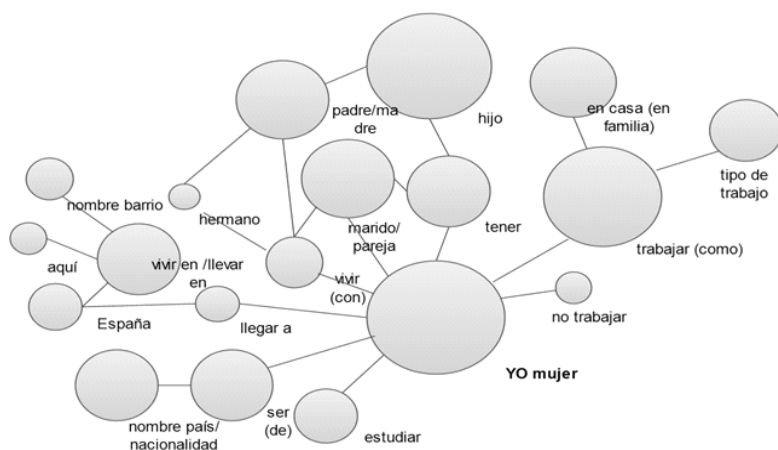 en casa (en
familia)
padre/ma
dre
hijo
tipo de
trabajo
nombre barrio
hermano
marido/
pareja
tener
trabajar (como)
aquí
vivir en /llevar
en
vivir
(con)
España
llegar a
no trabajar
YO mujer
nombre país/
nacionalidad
ser
(de)
estudiar